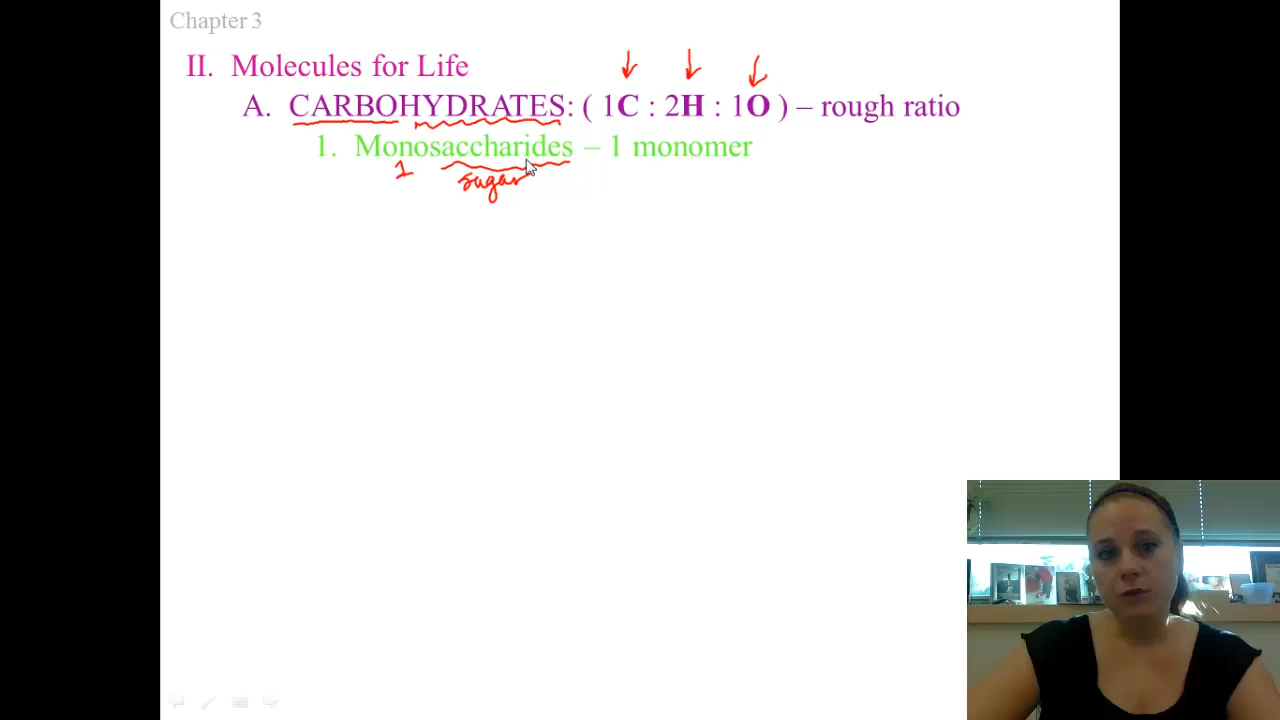 Chapter 3
II. Molecules for Life
A. CARBOHYDRATES: ( 1C : 2H : 1O ) – rough ratio
1. Monosaccharides – 1 monomer
1
sugar